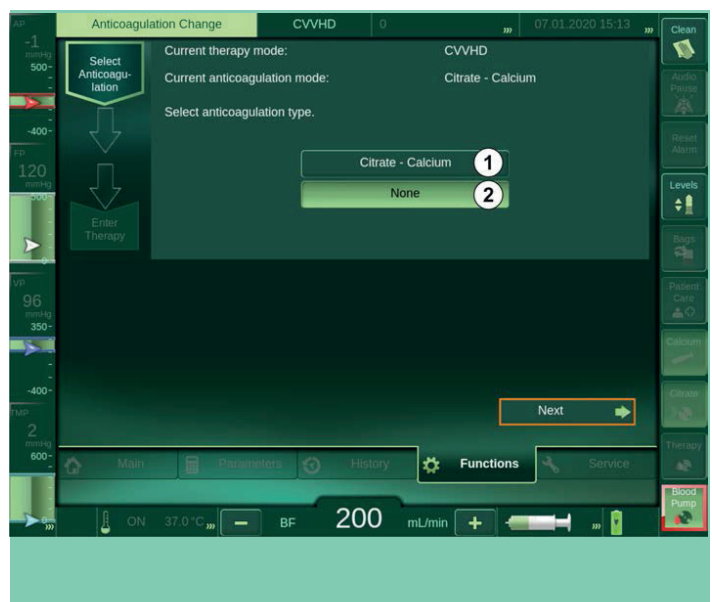 AP
Anticoagulation Change
CVVHD
0
07.01.2020 15:13
Clean
-1
mmHg
500
-400
Select
Anticoagu-
lation
Enter
Therapy
Current therapy mode:
CVVHD
Current anticoagulation mode:
Citrate - Calcium
Select anticoagulation type.
Citrate - Calcium
1
None
2
FP
120
mmHg
500
0
VP
96
mmHg
350
-400
TMP
2
mmHg
600
Next
Main
Parameters
History
Functions
Service
ON
37.0 °C
BF
200
mL/min
Audio
Pause
Reset
Alarm
Levels
Bags
Patient
Care
Calcium
Citrate
Therapy
Blood
Pump